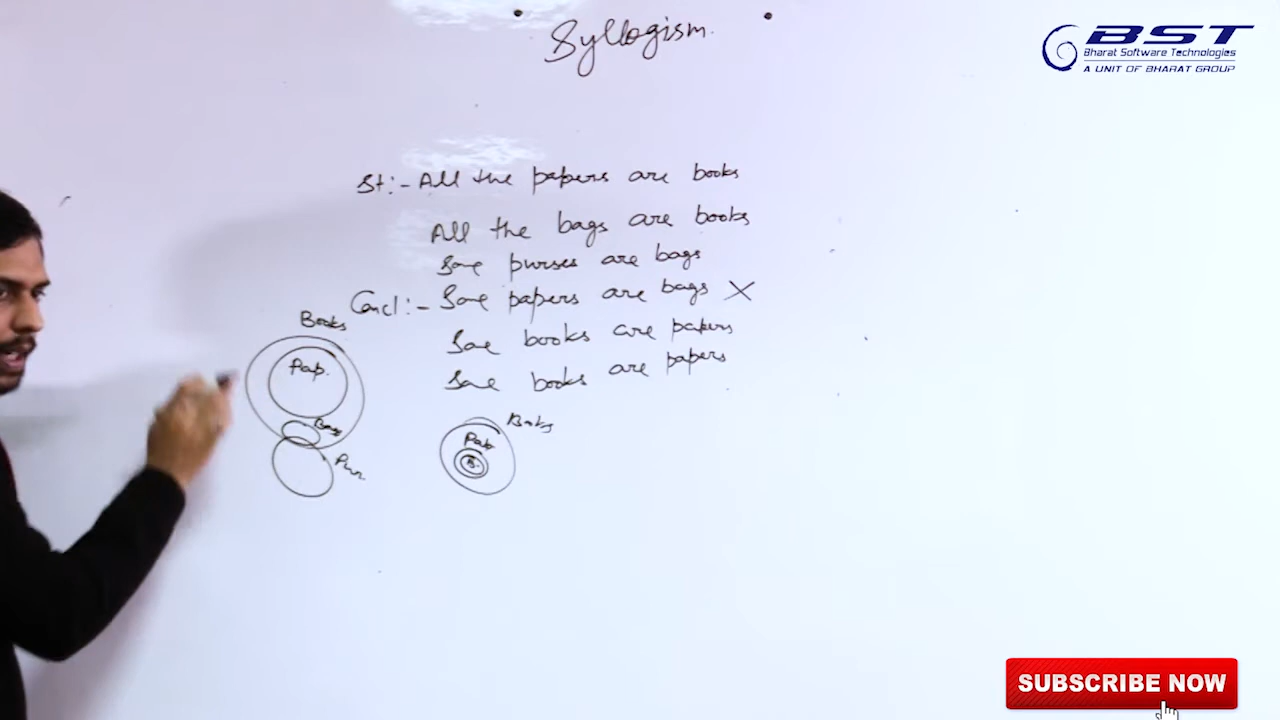 Syllogism.
BST
Bharat Software Technologies
A UNIT OF BHARAT GROUP
St:- All the papers are books
All the bags are books
Some purses are bags
Concl:- Some papers are bags X
Some books are papers
Some books are papers
Books
Pap.
Bags
Pur.
Books
B.
SUBSCRIBE NOW